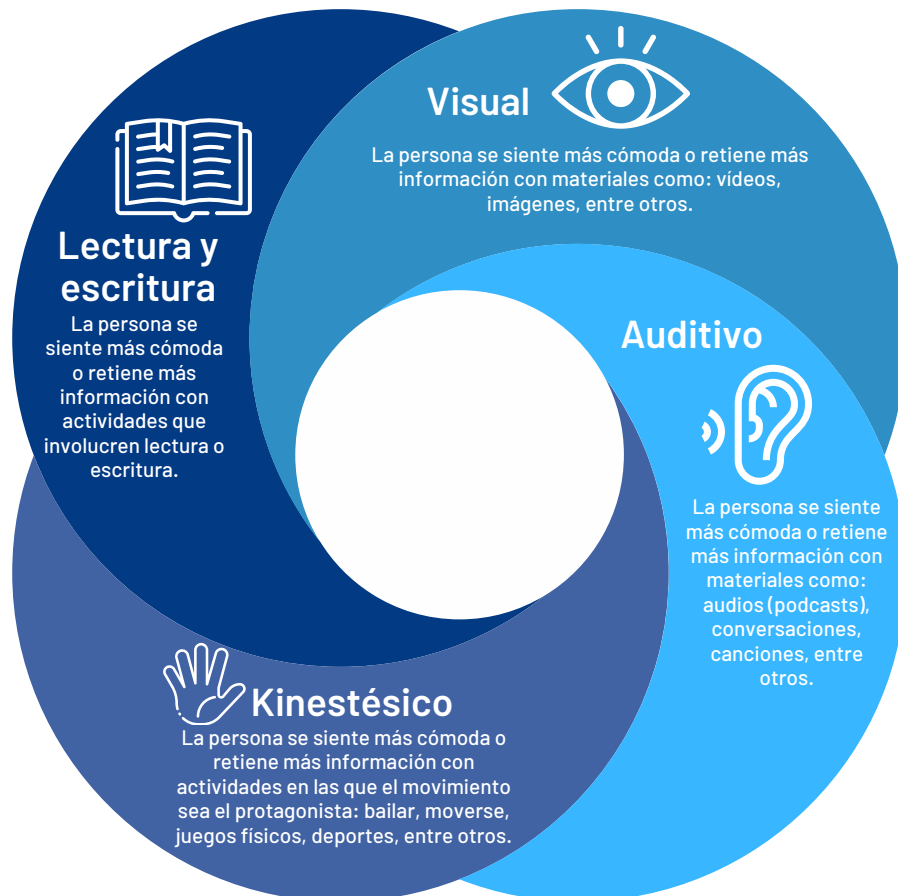 Visual
La persona se siente más cómoda o retiene más
información con materiales como: vídeos,
imágenes, entre otros.
Auditivo
La persona se siente
más cómoda o retiene
más información con
materiales como:
audios (podcasts),
conversaciones,
canciones, entre
otros.
Kinestésico
La persona se siente más cómoda o
retiene más información con
actividades en las que el movimiento
sea el protagonista: bailar, moverse,
juegos físicos, deportes, entre otros.
Lectura y
escritura
La persona se
siente más cómoda
o retiene más
información con
actividades que
involucren lectura o
escritura.